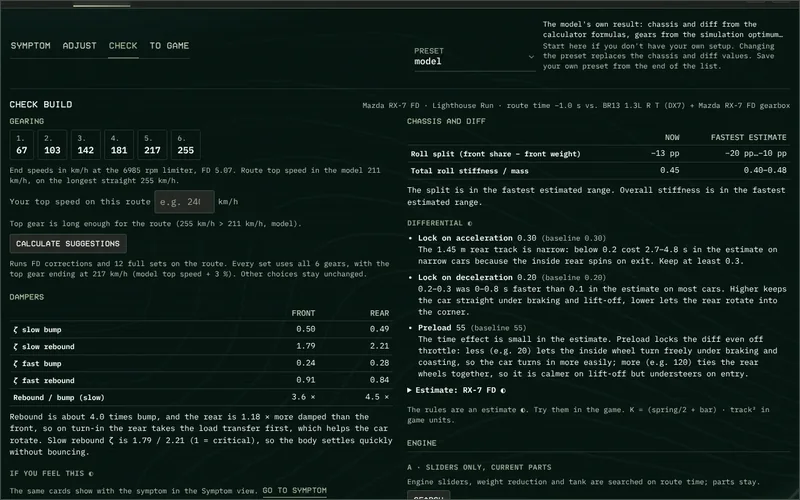 SYMPTOM ADJUST CHECK TO GAME
PRESET
model
The model's own result: chassis and diff from the
calculator formulas, gears from the simulation optimum…
Start here if you don't have your own setup. Changing
the preset replaces the chassis and diff values. Save
your own preset from the end of the list.
CHECK BUILD
Mazda RX-7 FD · Lighthouse Run · route time −1.0 s vs. BR13 1.3L R T (DX7) + Mazda RX-7 FD gearbox
GEARING
1. 2. 3. 4. 5. 6.
67 103 142 181 217 255
End speeds in km/h at the 6985 rpm limiter, FD 5.07. Route top speed in the model 211
km/h, on the longest straight 255 km/h.
Your top speed on this route e.g. 240 km/h
Top gear is long enough for the route (255 km/h > 211 km/h, model).
CALCULATE SUGGESTIONS
Runs FD corrections and 12 full sets on the route. Every set uses all 6 gears, with the
top gear ending at 217 km/h (model top speed + 3 %). Other choices stay unchanged.
DAMPERS
FRONT REAR
ζ slow bump 0.50 0.49
ζ slow rebound 1.79 2.21
ζ fast bump 0.24 0.28
ζ fast rebound 0.91 0.84
Rebound / bump (slow) 3.6 × 4.5 ×
Rebound is about 4.0 times bump, and the rear is 1.18 × more damped than the
front, so on turn-in the rear takes the load transfer first, which helps the car
rotate. Slow rebound ζ is 1.79 / 2.21 (1 = critical), so the body settles quickly
without bouncing.
IF YOU FEEL THIS ◐
The same cards show with the symptom in the Symptom view. GO TO SYMPTOM
CHASSIS AND DIFF
NOW FASTEST ESTIMATE
Roll split (front share − front weight) −13 pp −20 pp…−10 pp
Total roll stiffness / mass 0.45 0.40–0.48
The split is in the fastest estimated range. Overall stiffness is in the fastest
estimated range.
DIFFERENTIAL ◐
• Lock on acceleration 0.30 (baseline 0.30)
The 1.45 m rear track is narrow: below 0.2 cost 2.7–4.8 s in the estimate on
narrow cars because the inside rear spins on exit. Keep at least 0.3.
• Lock on deceleration 0.20 (baseline 0.20)
0.2–0.3 was 0–0.8 s faster than 0.1 in the estimate on most cars. Higher keeps
the car straight under braking and lift-off, lower lets the rear rotate into
the corner.
• Preload 55 (baseline 55)
The time effect is small in the estimate. Preload locks the diff even off
throttle: less (e.g. 20) lets the inside wheel turn freely under braking and
coasting, so the car turns in more easily; more (e.g. 120) ties the rear
wheels together, so it is calmer on lift-off but understeers on entry.
▶ Estimate: RX-7 FD ◐
The rules are an estimate ◐. Try them in the game. K = (spring/2 + bar) · track² in
game units.
ENGINE
A · SLIDERS ONLY, CURRENT PARTS
Engine sliders, weight reduction and tank are searched on route time; parts stay.
SEARCH